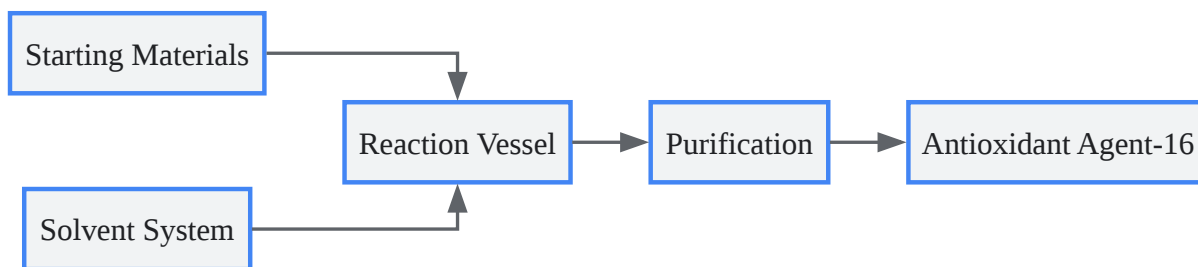 Starting Materials
Reaction Vessel
Purification
Antioxidant Agent-16
Solvent System